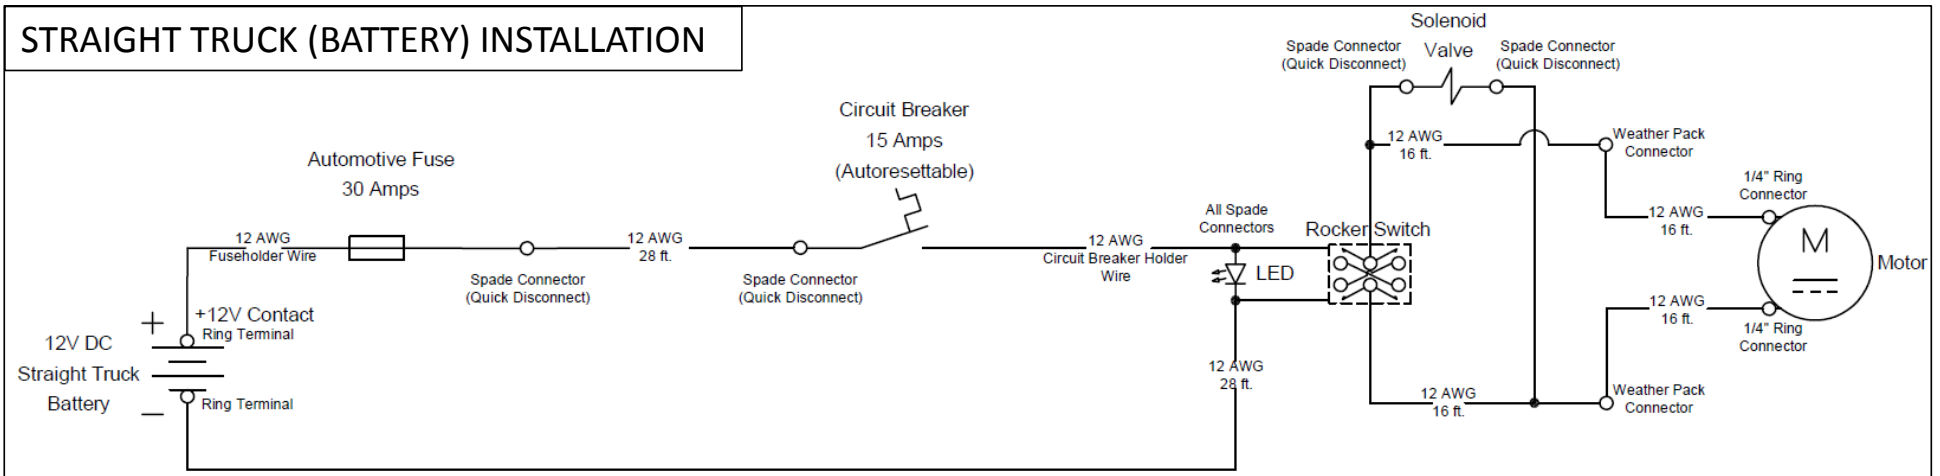 STRAIGHT TRUCK (BATTERY) INSTALLATION
12V DC
Straight Truck
Battery
+
−
+12V Contact
Ring Terminal
Ring Terminal
12 AWG
Fuseholder Wire
Automotive Fuse
30 Amps
Spade Connector
(Quick Disconnect)
12 AWG
28 ft.
Spade Connector
(Quick Disconnect)
Circuit Breaker
15 Amps
(Autoresettable)
12 AWG
Circuit Breaker Holder
Wire
All Spade
Connectors
LED
12 AWG
28 ft.
Rocker Switch
Spade Connector
(Quick Disconnect)
Solenoid
Valve
Spade Connector
(Quick Disconnect)
12 AWG
16 ft.
Weather Pack
Connector
12 AWG
16 ft.
1/4" Ring
Connector
M
Motor
12 AWG
16 ft.
1/4" Ring
Connector
12 AWG
16 ft.
Weather Pack
Connector